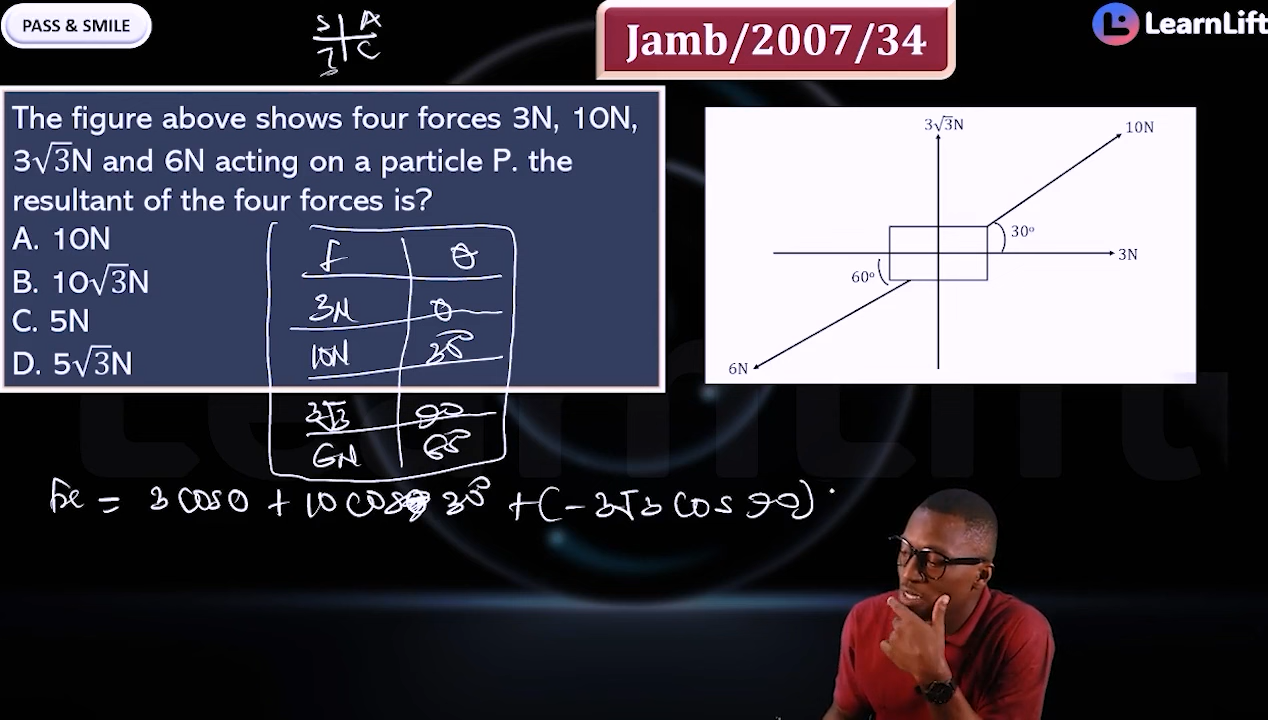 PASS & SMILE
S A
T C
Jamb/2007/34
LearnLift
The figure above shows four forces 3N, 10N,
3√3N and 6N acting on a particle P. the
resultant of the four forces is?
A. 10N
B. 10√3N
C. 5N
D. 5√3N
3√3N
10N
30°
3N
60°
6N
f θ
3N 0
10N 30°
3√3 90
6N 60°
fx = 3 cos0 + 10 cos 30° + (-3√3 cos 90)